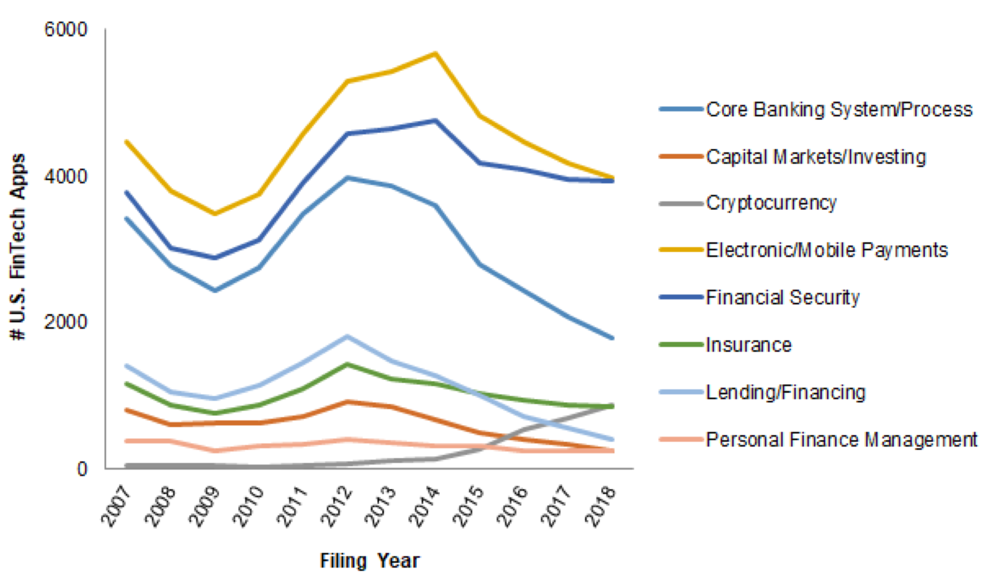 6000
4000
2000
0
# U.S. FinTech Apps
2007
2008
2009
2010
2011
2012
2013
2014
2015
2016
2017
2018
Filing Year
Core Banking System/Process
Capital Markets/Investing
Cryptocurrency
Electronic/Mobile Payments
Financial Security
Insurance
Lending/Financing
Personal Finance Management